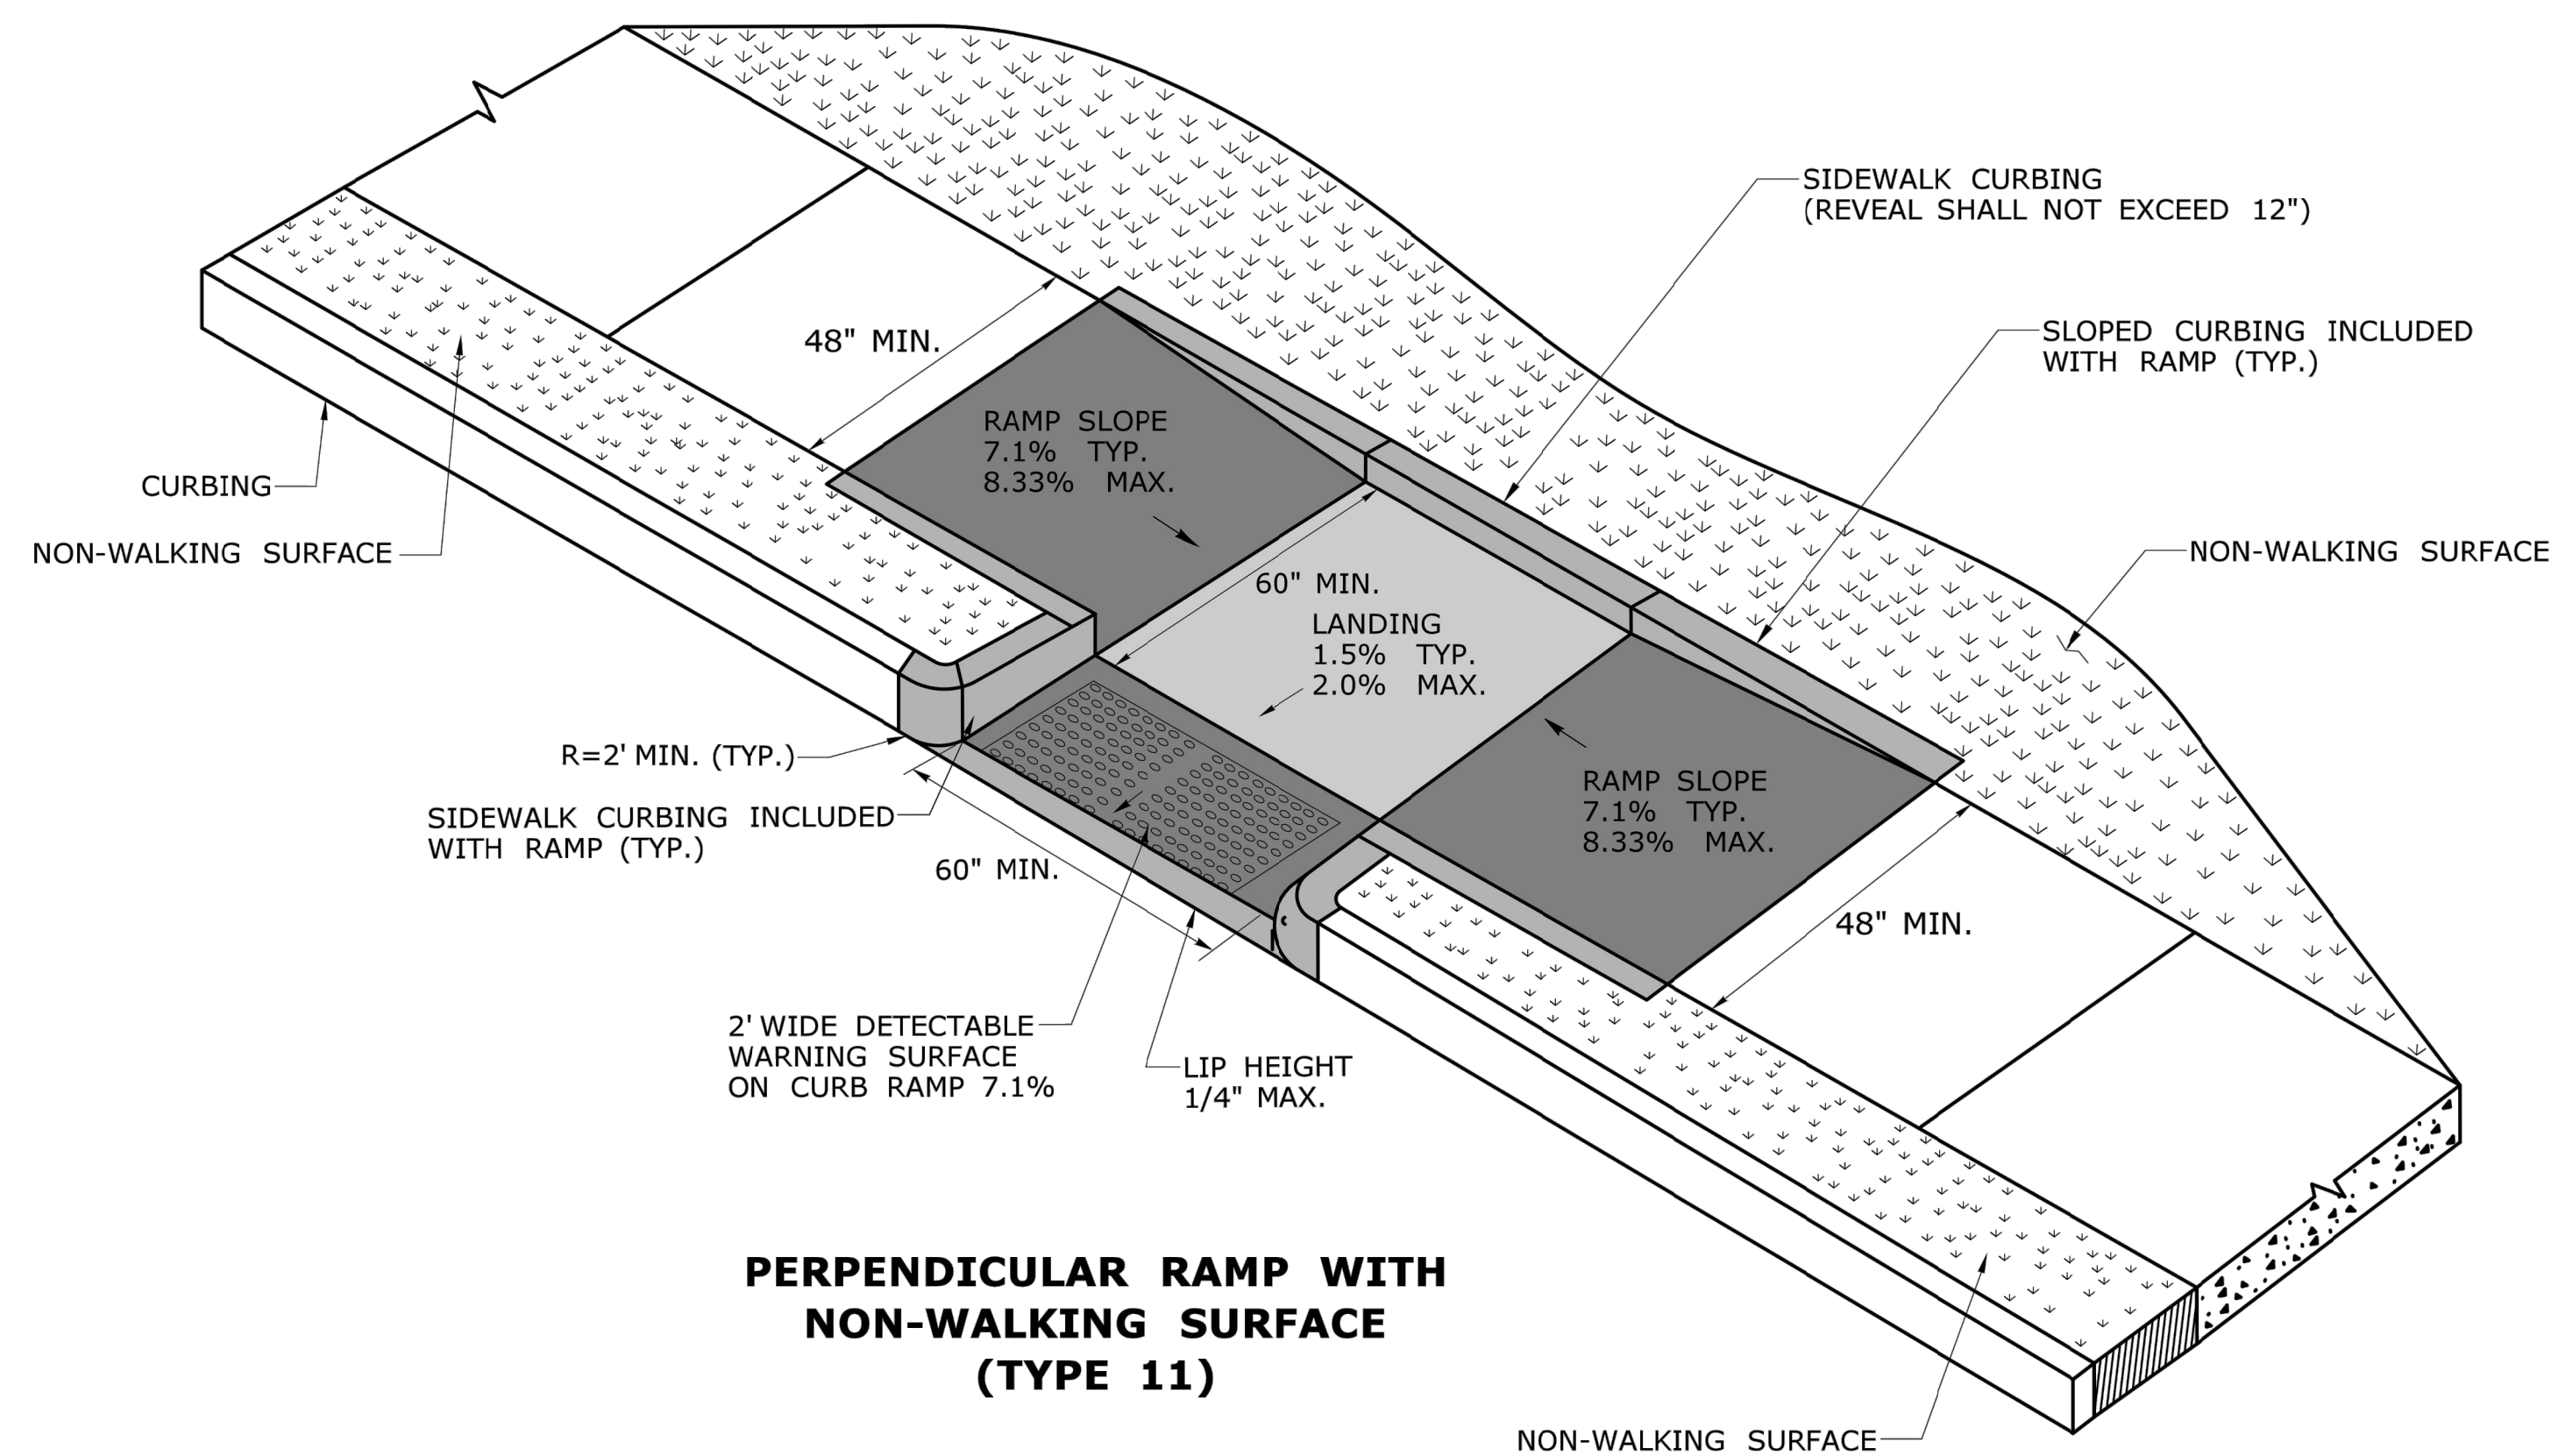 SIDEWALK CURBING
(REVEAL SHALL NOT EXCEED 12")
SLOPED CURBING INCLUDED
WITH RAMP (TYP.)
48" MIN.
RAMP SLOPE
7.1% TYP.
8.33% MAX.
CURBING
NON-WALKING SURFACE
NON-WALKING SURFACE
60" MIN.
LANDING
1.5% TYP.
2.0% MAX.
R=2' MIN. (TYP.)
SIDEWALK CURBING INCLUDED
WITH RAMP (TYP.)
60" MIN.
RAMP SLOPE
7.1% TYP.
8.33% MAX.
48" MIN.
2' WIDE DETECTABLE
WARNING SURFACE
ON CURB RAMP 7.1%
LIP HEIGHT
1/4" MAX.
PERPENDICULAR RAMP WITH
NON-WALKING SURFACE
(TYPE 11)
NON-WALKING SURFACE